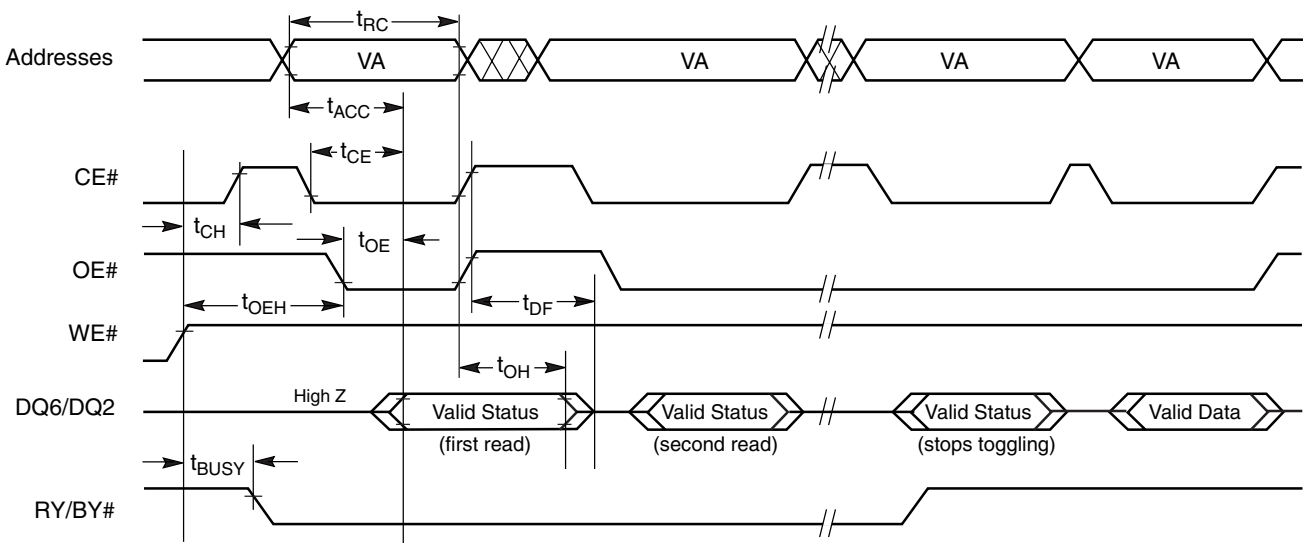 tRC
Addresses VA VA VA VA
tACC
tCE
CE#
tCH
tOE
OE#
tOEH
tDF
WE#
tOH
High Z
DQ6/DQ2 Valid Status Valid Status Valid Status Valid Data
(first read) (second read) (stops toggling)
tBUSY
RY/BY#